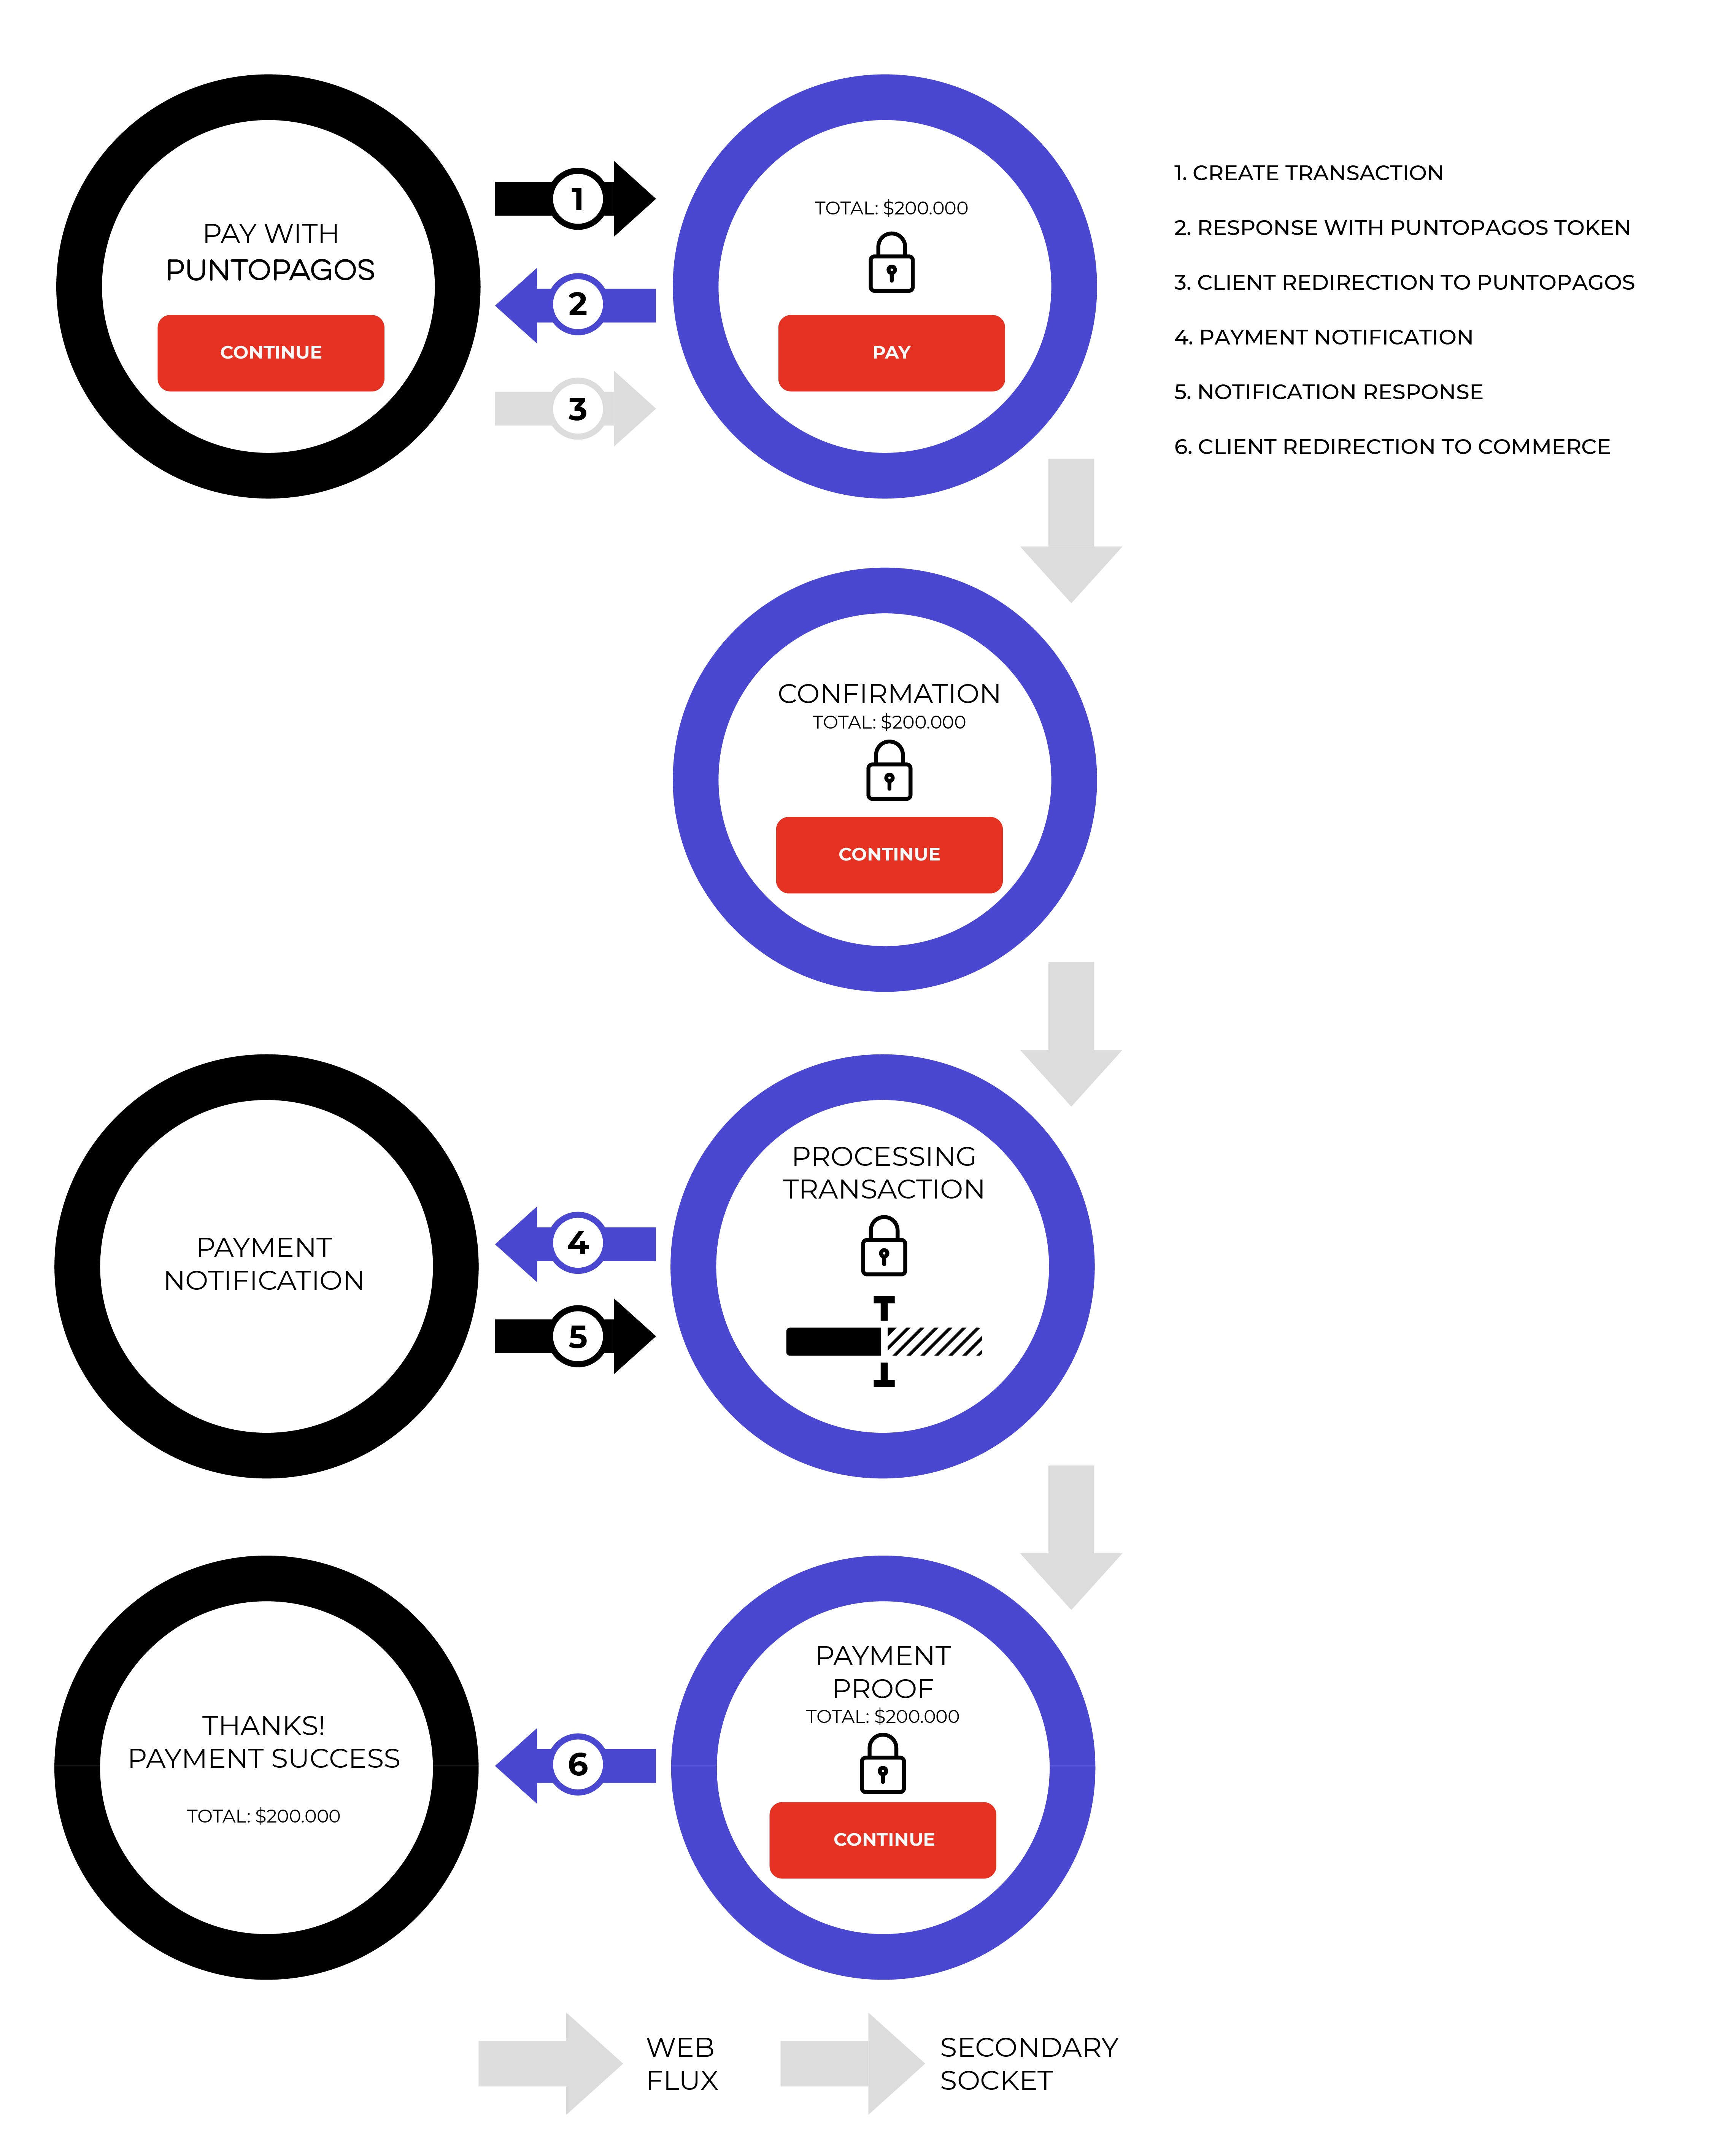 PAY WITH
PUNTOPAGOS
CONTINUE
1
2
3
TOTAL: $200.000
PAY
1. CREATE TRANSACTION
2. RESPONSE WITH PUNTOPAGOS TOKEN
3. CLIENT REDIRECTION TO PUNTOPAGOS
4. PAYMENT NOTIFICATION
5. NOTIFICATION RESPONSE
6. CLIENT REDIRECTION TO COMMERCE
CONFIRMATION
TOTAL: $200.000
CONTINUE
PAYMENT
NOTIFICATION
4
5
PROCESSING
TRANSACTION
THANKS!
PAYMENT SUCCESS
TOTAL: $200.000
6
PAYMENT
PROOF
TOTAL: $200.000
CONTINUE
WEB
FLUX
SECONDARY
SOCKET